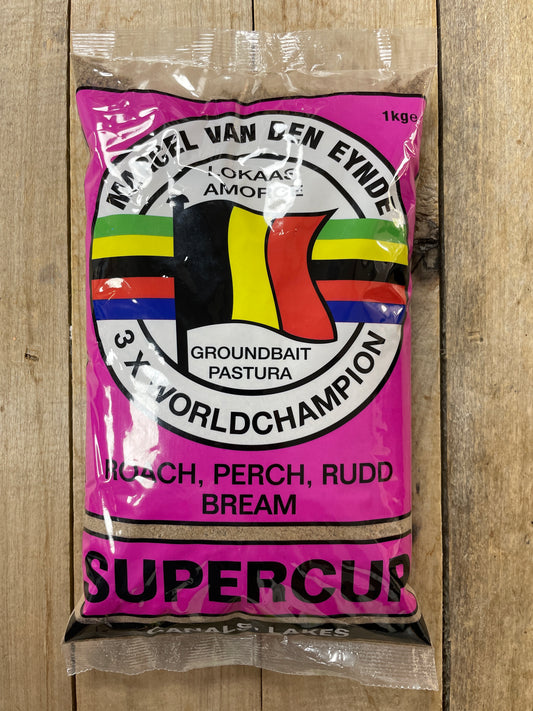 1kge
MARCEL VAN DEN EYNDE
LOKAAS
AMORCE
GROUNDBAIT
PASTURA
3 X WORLDCHAMPION
ROACH, PERCH, RUDD
BREAM
SUPERCUP
CANALS, LAKES